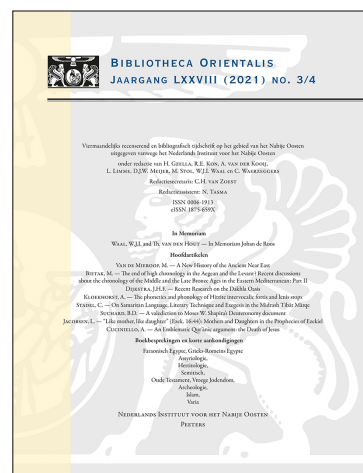 BIBLIOTHECA ORIENTALIS
JAARGANG LXXVIII (2021) NO. 3/4
Viermaandelijks recenserend en bibliografisch tijdschrift op het gebied van het Nabije Oosten
uitgegeven vanwege het Nederlands Instituut voor het Nabije Oosten
onder redactie van H. GZELLA, R.E. KON, A. VAN DER KOOIJ,
L. LIMME, D.J.W. MEIJER, M. STOL, W.J.I. WAAL en C. WAERZEGGERS
Redactiesecretaris: C.H. VAN ZOEST
Redactieassistent: N. TASMA
ISSN 0006-1913
eISSN 1875-659X
In Memoriam
WAAL, W.J.I. and TH. VAN DEN HOUT — In Memoriam Johan de Roos
Hoofdartikelen
VAN DE MIEROOP, M. — A New History of the Ancient Near East
BIETAK, M. — The end of high chronology in the Aegean and the Levant? Recent discussions
about the chronology of the Middle and the Late Bronze Ages in the Eastern Mediterranean: Part II
DIJKSTRA, J.H.F. — Recent Research on the Dakhla Oasis
KLOEKHORST, A. — The phonetics and phonology of Hittite intervocalic fortis and lenis stops
STADEL, C. — On Samaritan Language, Literary Technique and Exegesis in the Midrash Tībåt Mårqe
SUCHARD, B.D. — A valediction to Moses W. Shapira's Deuteronomy document
JACOBSEN, L. — "Like mother, like daughter" (Ezek. 16:44): Mothers and Daughters in the Prophecies of Ezekiel
CUCINIELLO, A. — An Emblematic Qur'ānic argument: the Death of Jesus
Boekbesprekingen en korte aankondigingen
Faraonisch Egypte, Grieks-Romeins Egypte
Assyriologie,
Hettitologie,
Semitisch,
Oude Testament, Vroege Jodendom,
Archeologie,
Islam,
Varia
NEDERLANDS INSTITUUT VOOR HET NABIJE OOSTEN
PEETERS